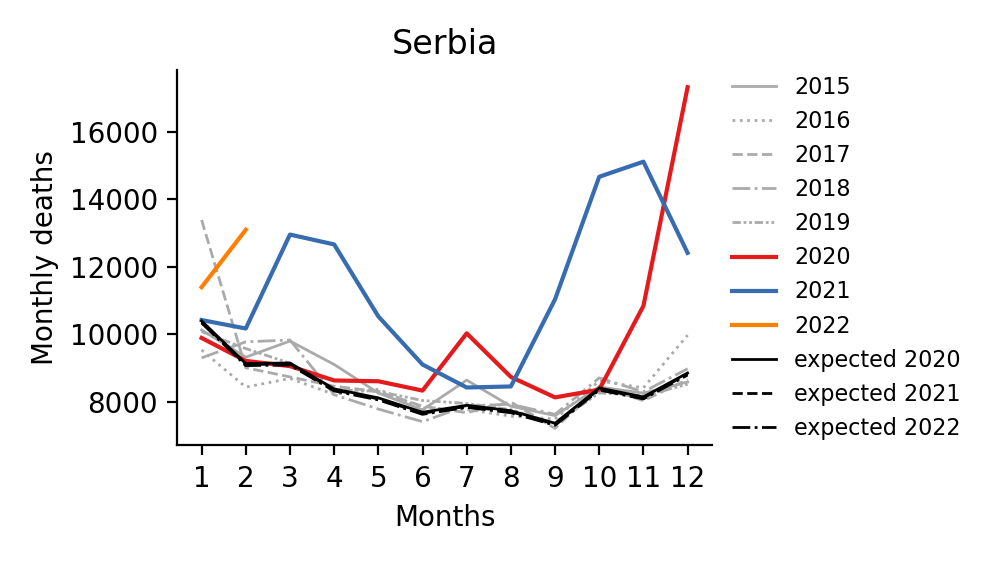 Serbia
Monthly deaths
16000
14000
12000
10000
8000
1 2 3 4 5 6 7 8 9 10 11 12
Months
2015
2016
2017
2018
2019
2020
2021
2022
expected 2020
expected 2021
expected 2022